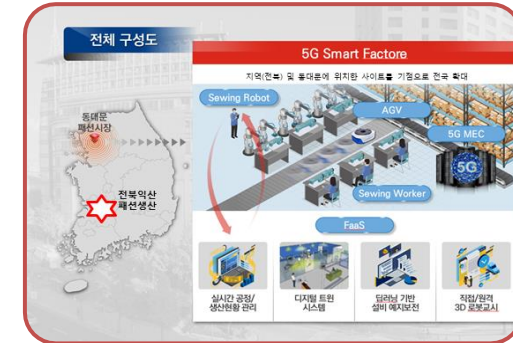 전체 구성도
5G Smart Factore
지역(전북) 및 동대문에 위치한 사이트를 기점으로 전국 확대
Sewing Robot
AGV
5G MEC
5G
동대문
패션시장
전북익산
패션생산
Sewing Worker
FaaS
실시간 공정/
생산현황 관리
디지털 트윈
시스템
딥러닝 기반
설비 예지보전
직접/원격
3D 로봇교시